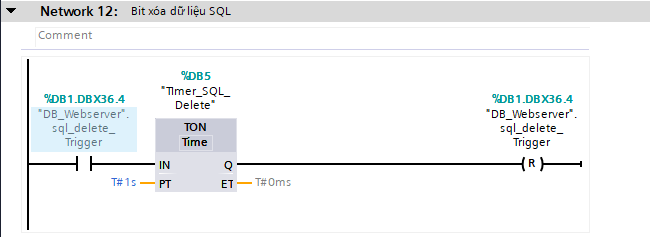 Network 12: Bit xóa dữ liệu SQL
Comment
%DB5
%DB1.DBX36.4 "TImer_SQL_ %DB1.DBX36.4
"DB_Webserver". Delete" "DB_Webserver".
sql_delete_ TON sql_delete_
Trigger Time Trigger
IN Q R
T#1s PT ET T#0ms